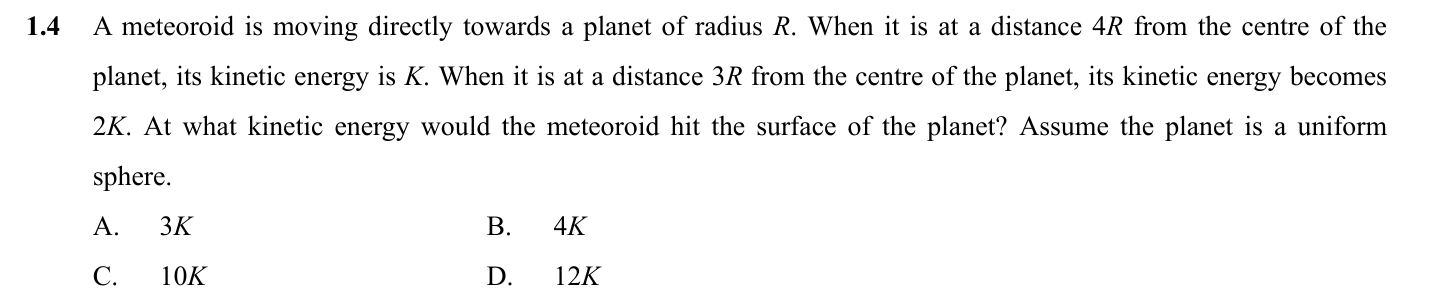 1.4 A meteoroid is moving directly towards a planet of radius R. When it is at a distance 4R from the centre of the
planet, its kinetic energy is K. When it is at a distance 3R from the centre of the planet, its kinetic energy becomes
2K. At what kinetic energy would the meteoroid hit the surface of the planet? Assume the planet is a uniform
sphere.
A. 3K B. 4K
C. 10K D. 12K